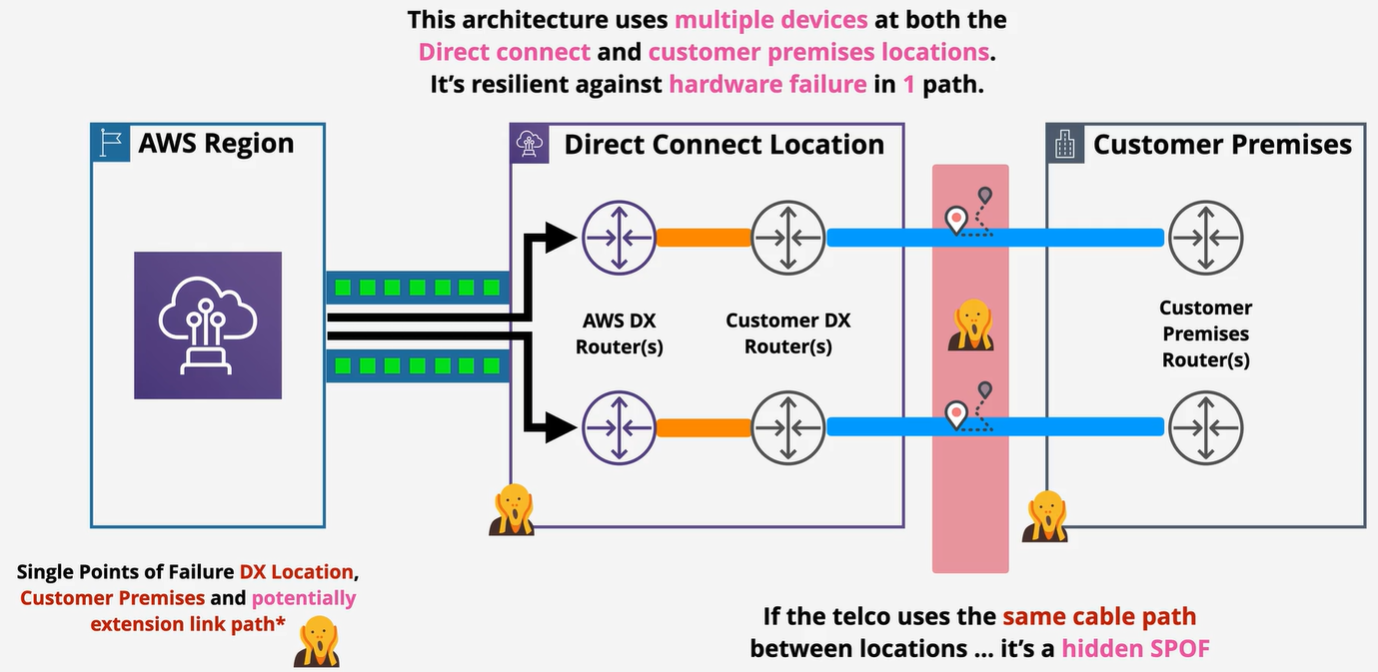 This architecture uses multiple devices at both the
Direct connect and customer premises locations.
It's resilient against hardware failure in 1 path.
AWS Region
Direct Connect Location
Customer Premises
AWS DX
Router(s)
Customer DX
Router(s)
Customer
Premises
Router(s)
Single Points of Failure DX Location,
Customer Premises and potentially
extension link path*
If the telco uses the same cable path
between locations ... it's a hidden SPOF